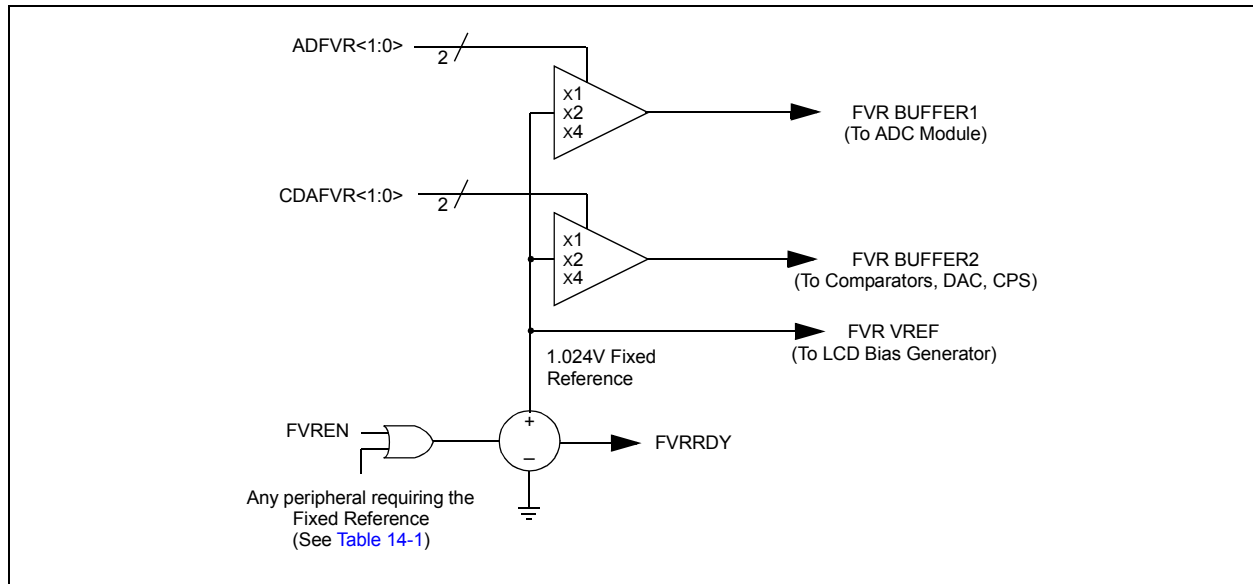 ADFVR<1:0>
2
x1
x2
x4
FVR BUFFER1
(To ADC Module)
CDAFVR<1:0>
2
x1
x2
x4
FVR BUFFER2
(To Comparators, DAC, CPS)
FVR VREF
(To LCD Bias Generator)
1.024V Fixed
Reference
+
FVREN
FVRRDY
_
Any peripheral requiring the
Fixed Reference
(See Table 14-1)